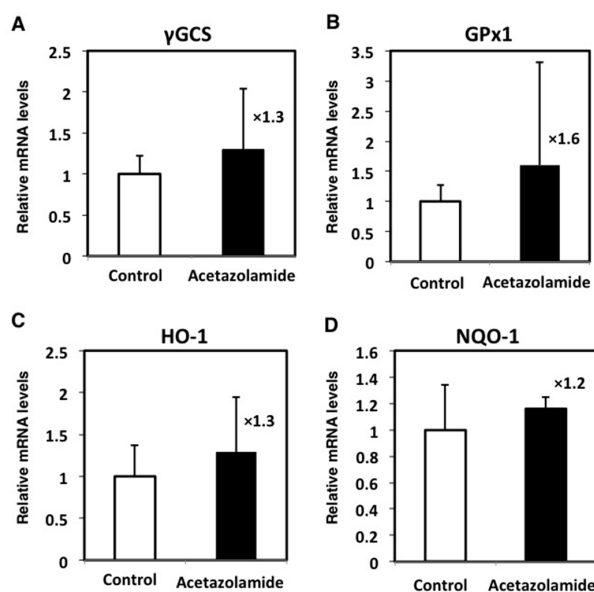 A
γGCS
Relative mRNA levels
2.5
2
1.5
1
0.5
0
×1.3
Control
Acetazolamide
B
GPx1
Relative mRNA levels
3.5
3
2.5
2
1.5
1
0.5
0
×1.6
Control
Acetazolamide
C
HO-1
Relative mRNA levels
2.5
2
1.5
1
0.5
0
×1.3
Control
Acetazolamide
D
NQO-1
Relative mRNA levels
1.6
1.4
1.2
1
0.8
0.6
0.4
0.2
0
×1.2
Control
Acetazolamide